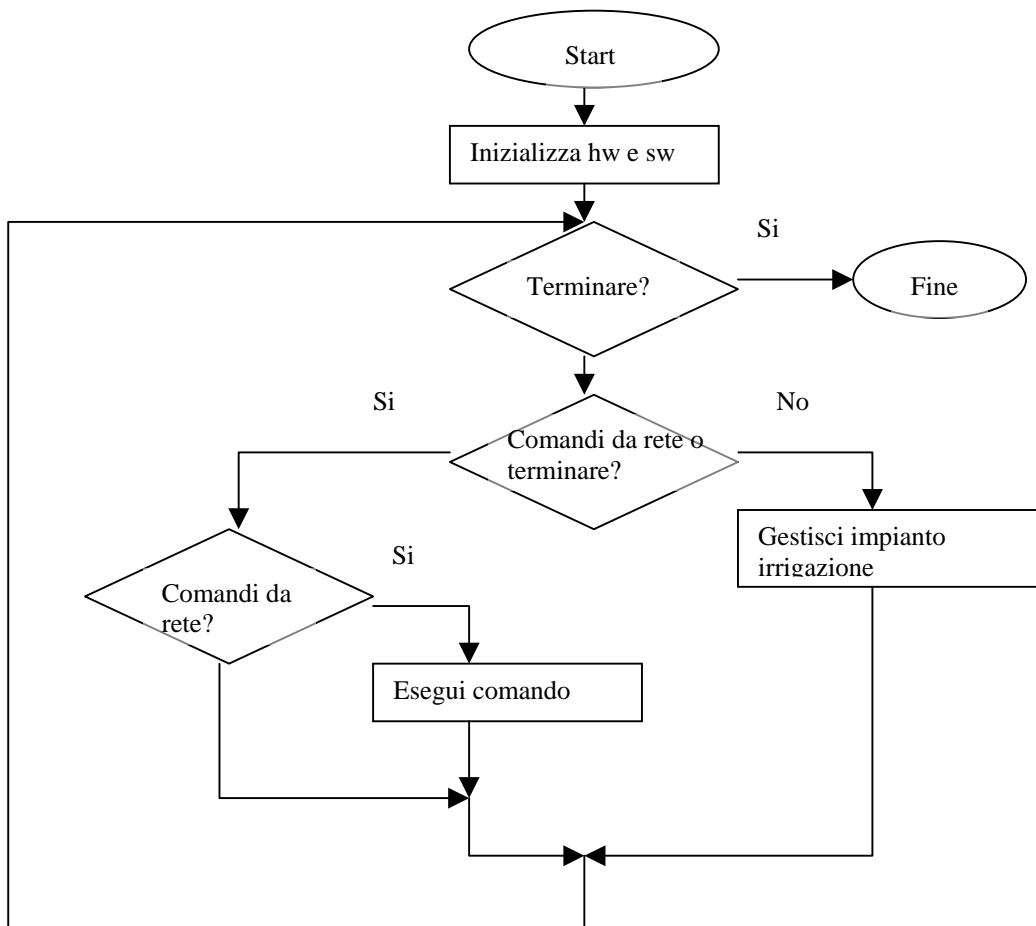 Start
Inizializza hw e sw
Si
Terminare?
Fine
Si
No
Comandi da rete o
terminare?
Gestisci impianto
irrigazione
Si
Comandi da
rete?
Esegui comando